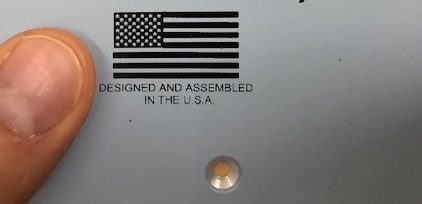 DESIGNED AND ASSEMBLED
IN THE U.S.A.